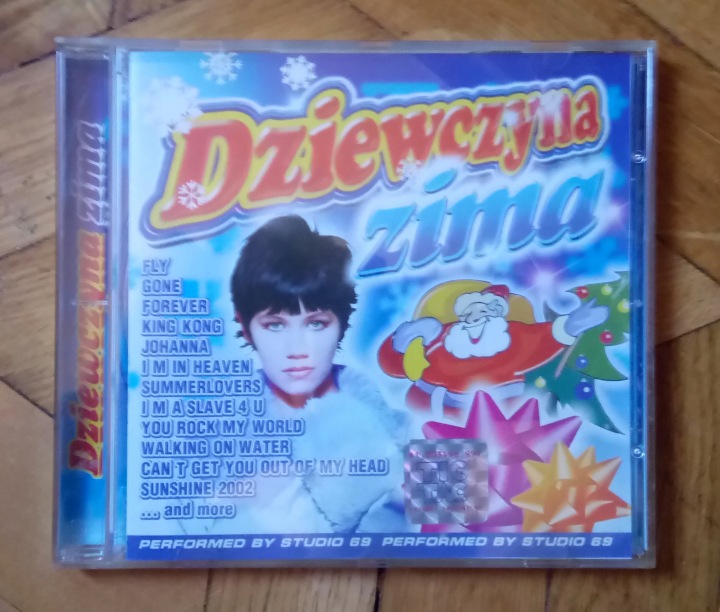 Dziewczyna zima
Dziewczyna
zima
FLY
GONE
FOREVER
KING KONG
JOHANNA
I M IN HEAVEN
SUMMERLOVERS
I M A SLAVE 4 U
YOU ROCK MY WORLD
WALKING ON WATER
CAN T GET YOU OUT OF MY HEAD
SUNSHINE 2002
... and more
PERFORMED BY STUDIO 69 PERFORMED BY STUDIO 69